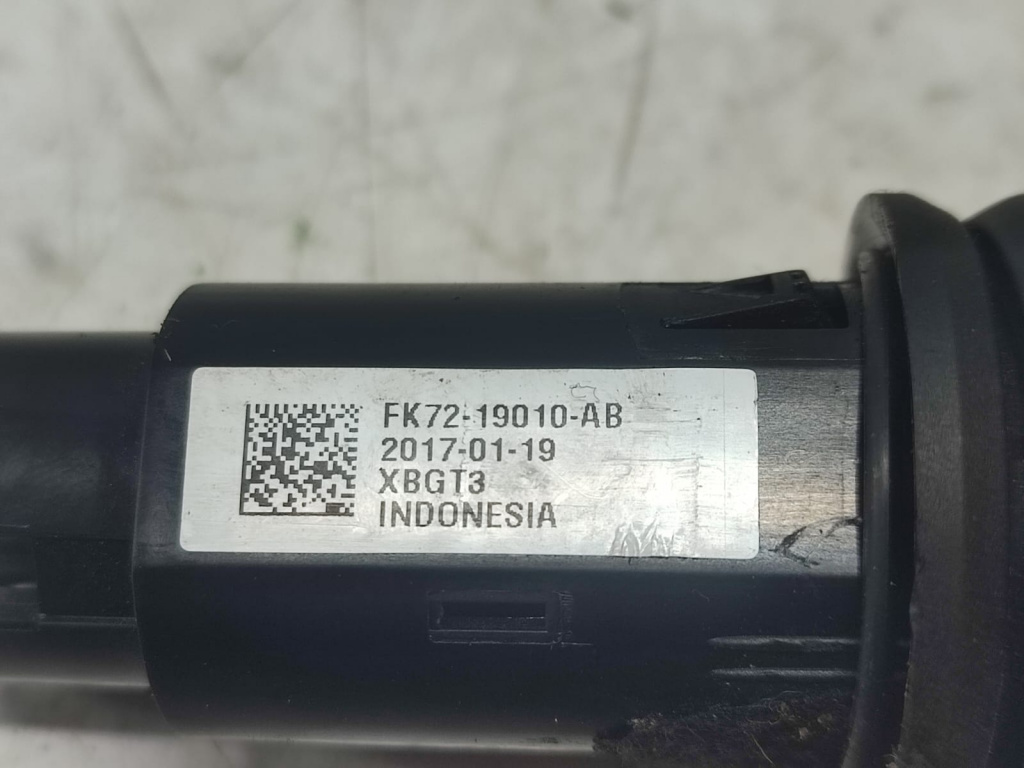 FK72-19010-AB
2017-01-19
XBGT3
INDONESIA